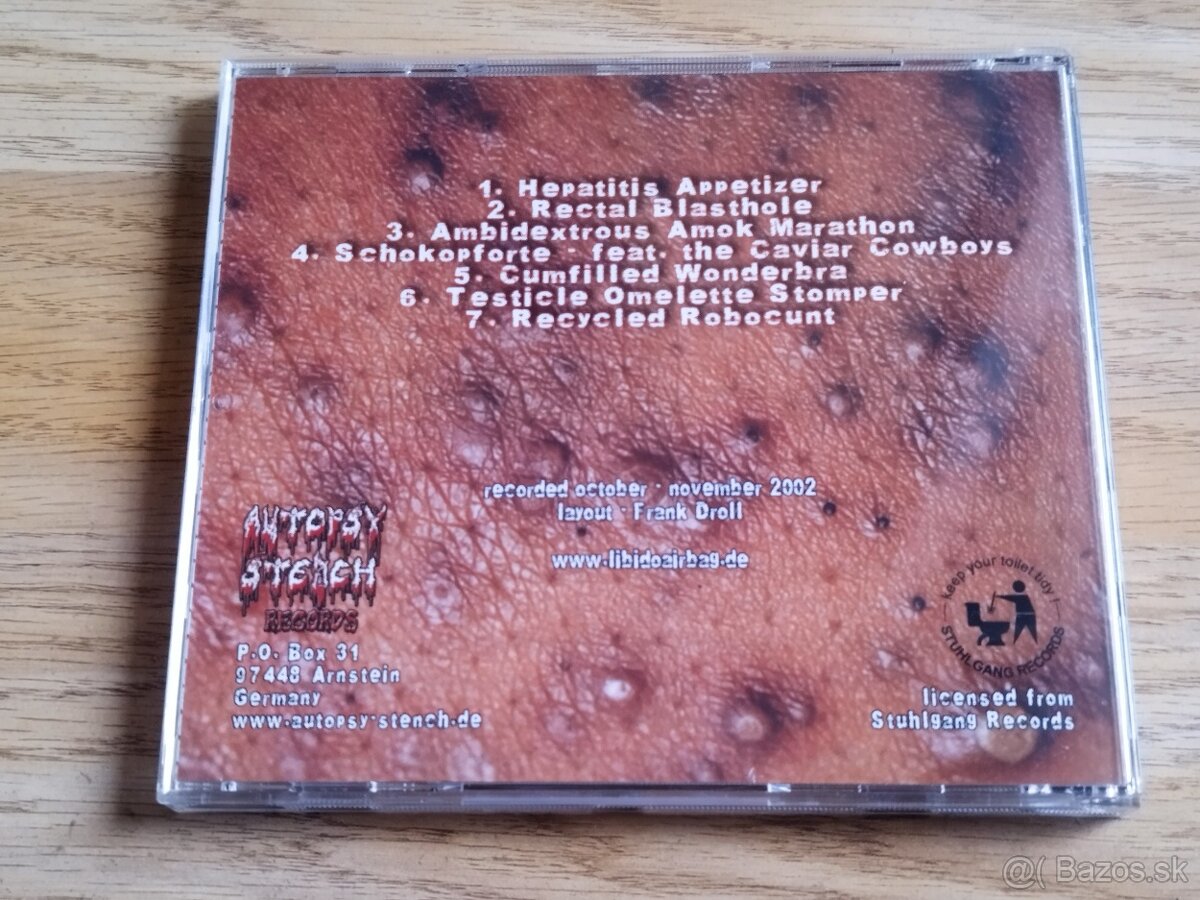 1. Hepatitis Appetizer
2. Rectal Blasthole
3. Ambidextrous Amok Marathon
4. Schokopforte - feat. the Caviar Cowboys
5. Cumfilled Wonderbra
6. Testicle Omelette Stomper
7. Recycled Robocunt
recorded october - november 2002
layout - Frank Droll
www.libidoairbag.de
AUTOPSY
STENCH
RECORDS
P.O. Box 31
97448 Arnstein
Germany
www.autopsy-stench.de
keep your toilet tidy!
STUHLGANG RECORDS
licensed from
Stuhlgang Records
@( Bazos.sk